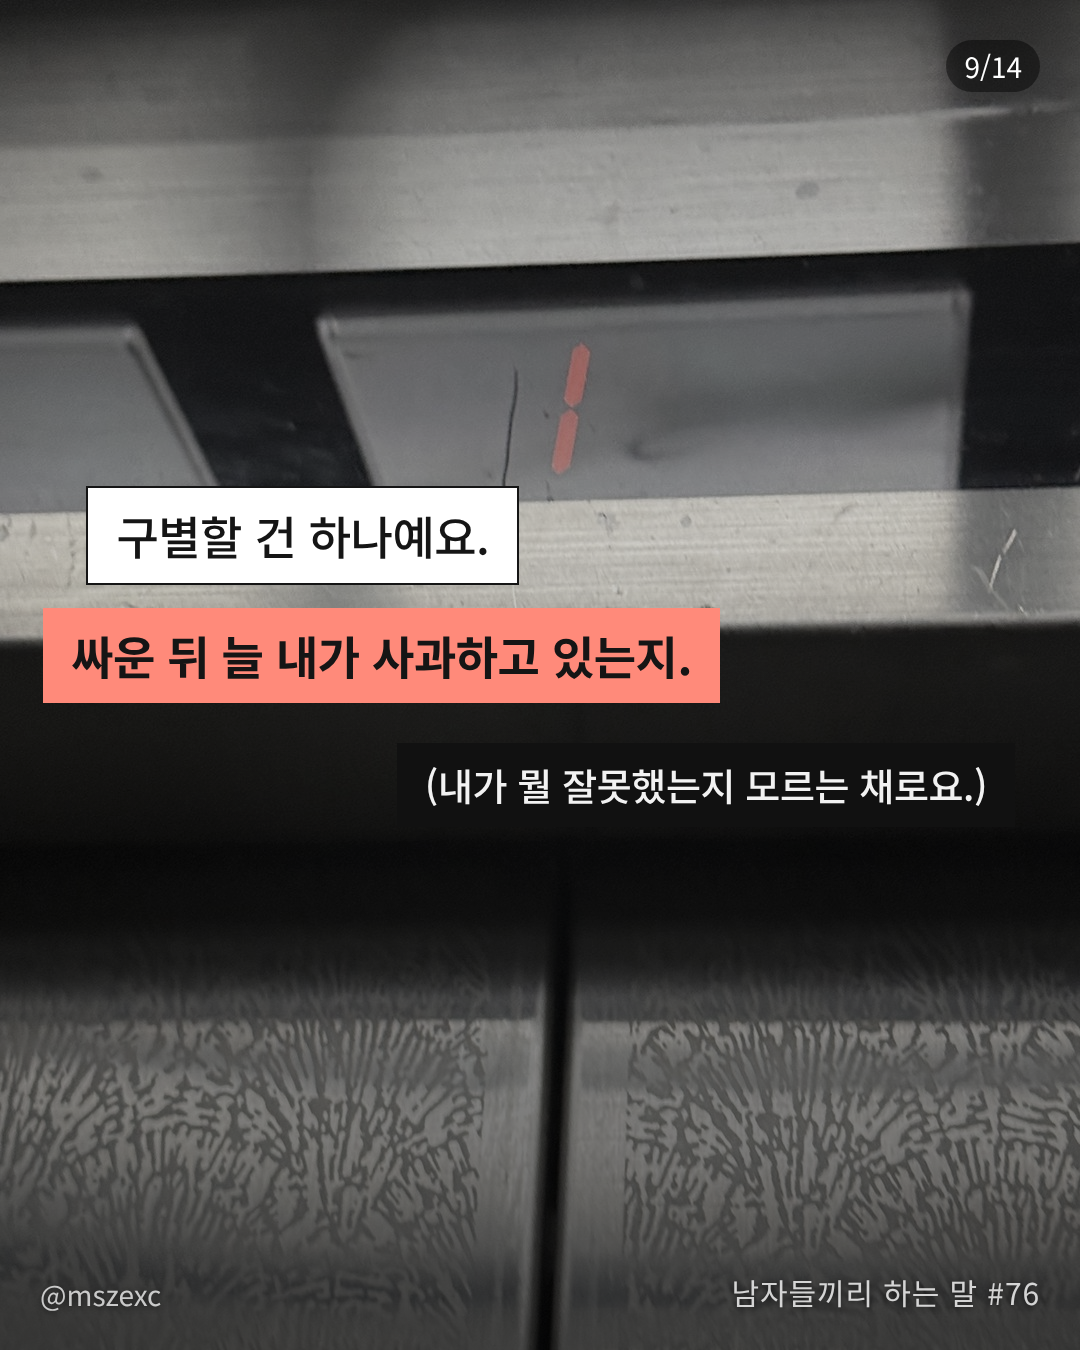 9/14
1
구별할 건 하나예요.
싸운 뒤 늘 내가 사과하고 있는지.
(내가 뭘 잘못했는지 모르는 채로요.)
@mszexc
남자들끼리 하는 말 #76